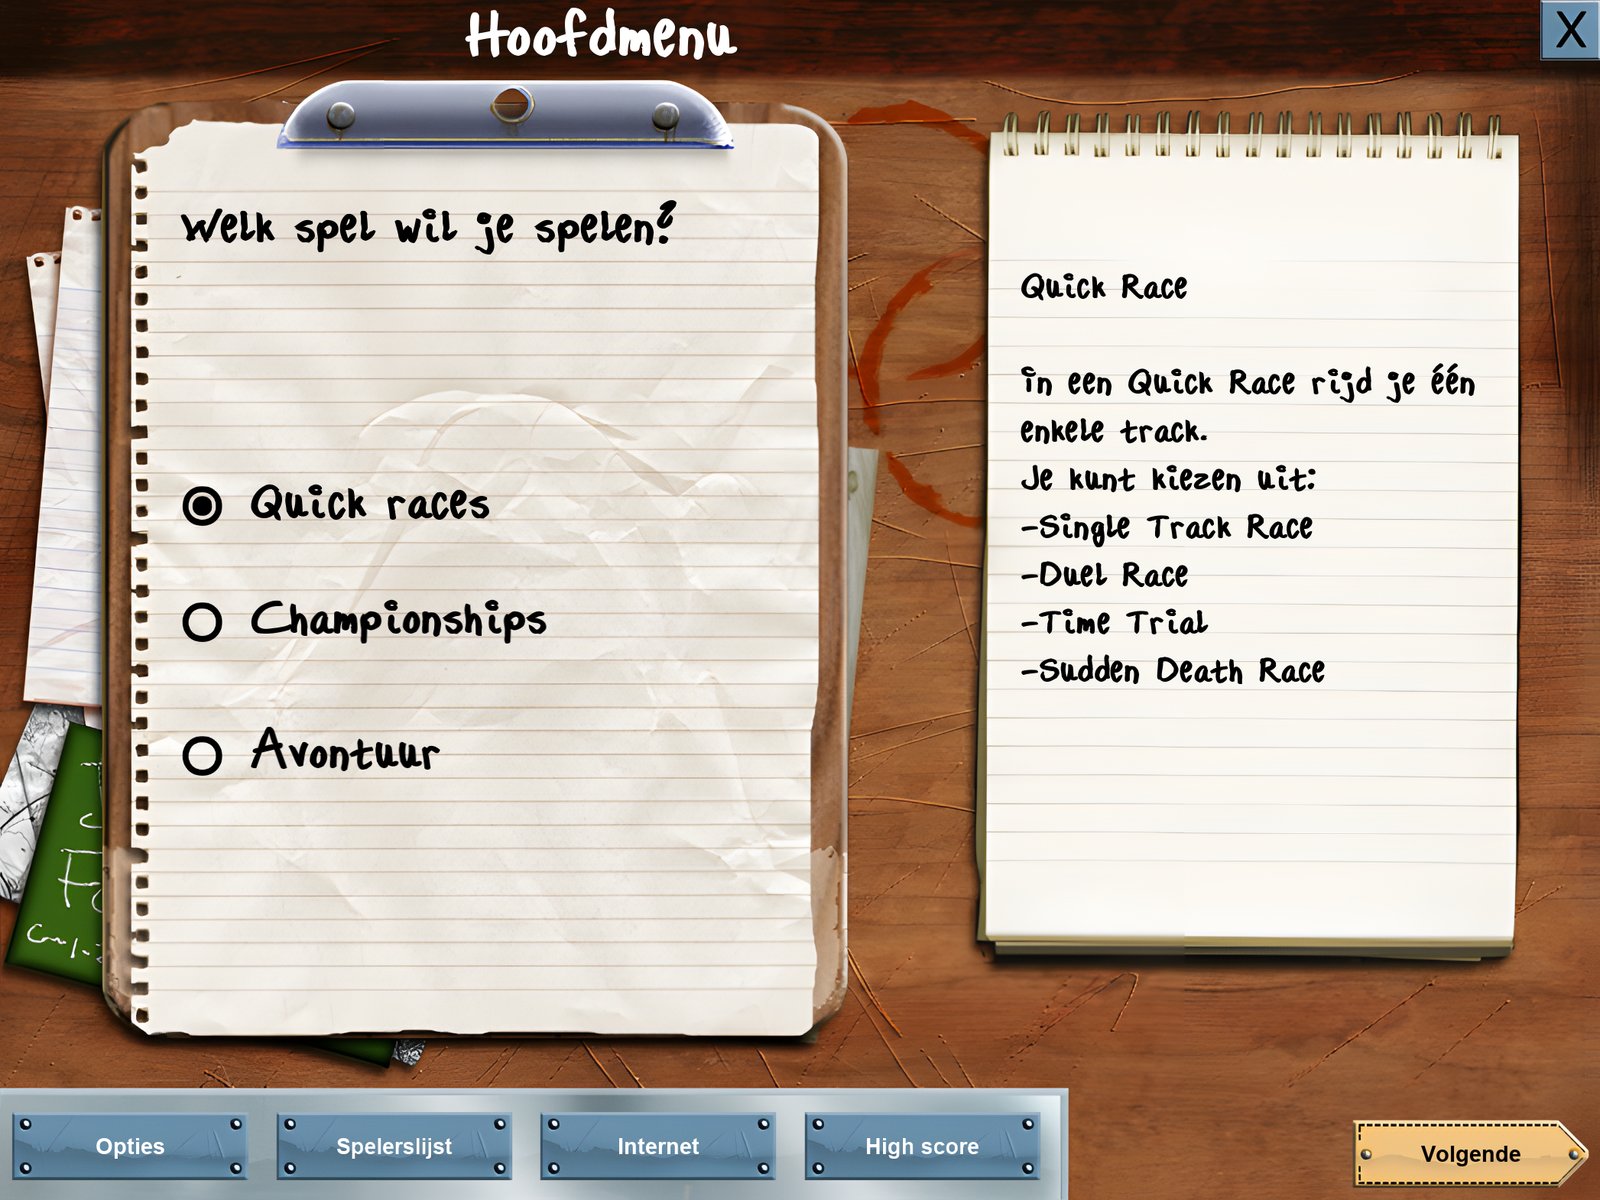 Hoofdmenu
X
Welk spel wil je spelen?
Quick races
Championships
Avontuur
Quick Race
in een Quick Race rijd je één
enkele track.
Je kunt kiezen uit:
-Single Track Race
-Duel Race
-Time Trial
-Sudden Death Race
Opties
Spelerslijst
Internet
High score
Volgende